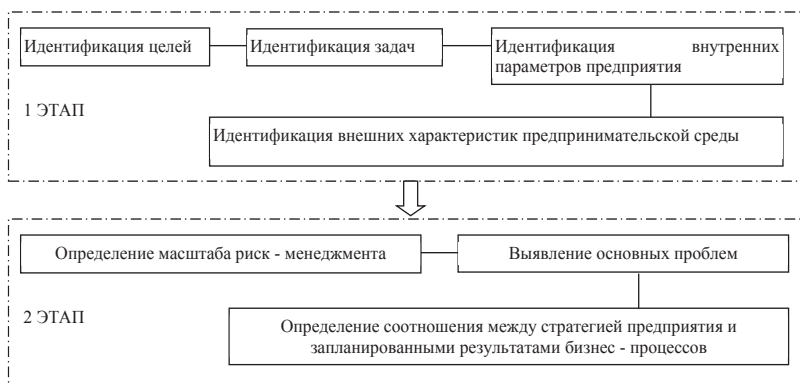 Идентификация целей
Идентификация задач
Идентификация внутренних
параметров предприятия
1 ЭТАП
Идентификация внешних характеристик предпринимательской среды
Определение масштаба риск - менеджмента
Выявление основных проблем
2 ЭТАП
Определение соотношения между стратегией предприятия и
запланированными результатами бизнес - процессов